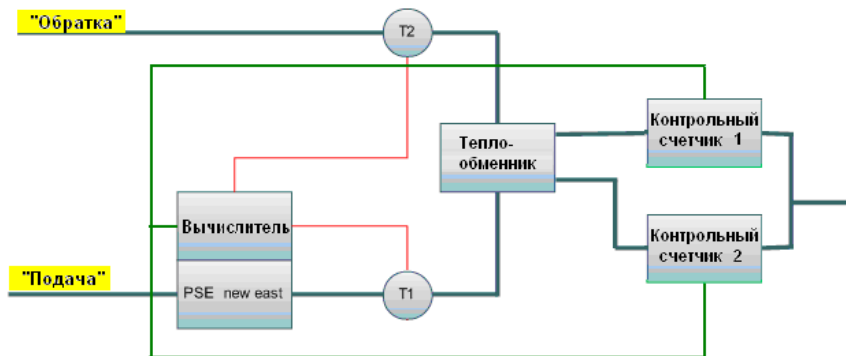 "Обратка"
T2
Тепло-
обменник
Контрольный
счетчик 1
Вычислитель
Контрольный
счетчик 2
"Подача"
PSE new east
T1